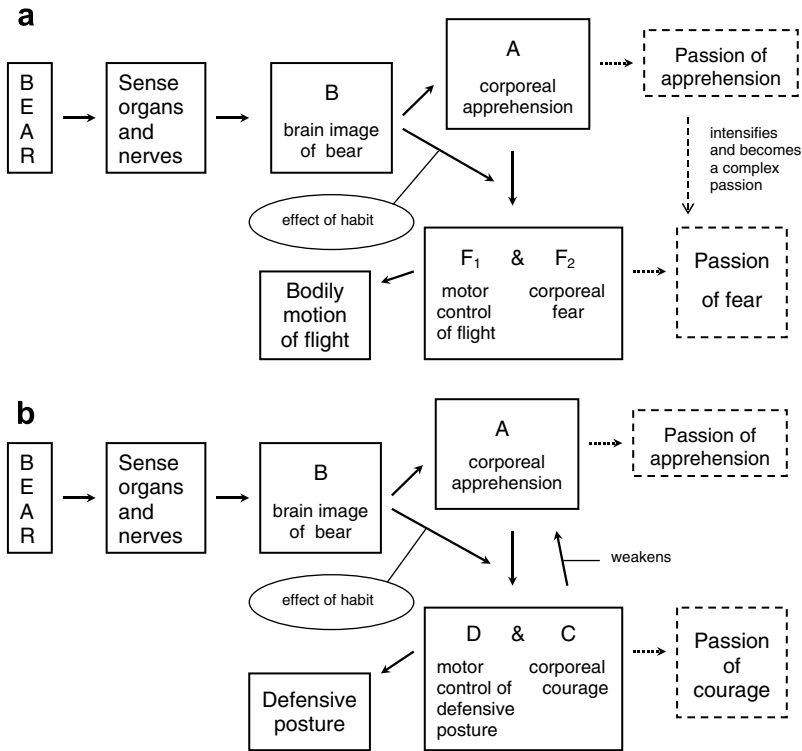 a
B
E
A
R
Sense
organs
and
nerves
B
brain image
of bear
A
corporeal
apprehension
Passion of
apprehension
intensifies
and becomes
a complex
passion
effect of habit
F₁ & F₂
motor
control
of flight
corporeal
fear
Bodily
motion
of flight
Passion
of fear
b
B
E
A
R
Sense
organs
and
nerves
B
brain image
of bear
A
corporeal
apprehension
Passion of
apprehension
effect of habit
weakens
D & C
motor
control of
defensive
posture
corporeal
courage
Defensive
posture
Passion
of
courage